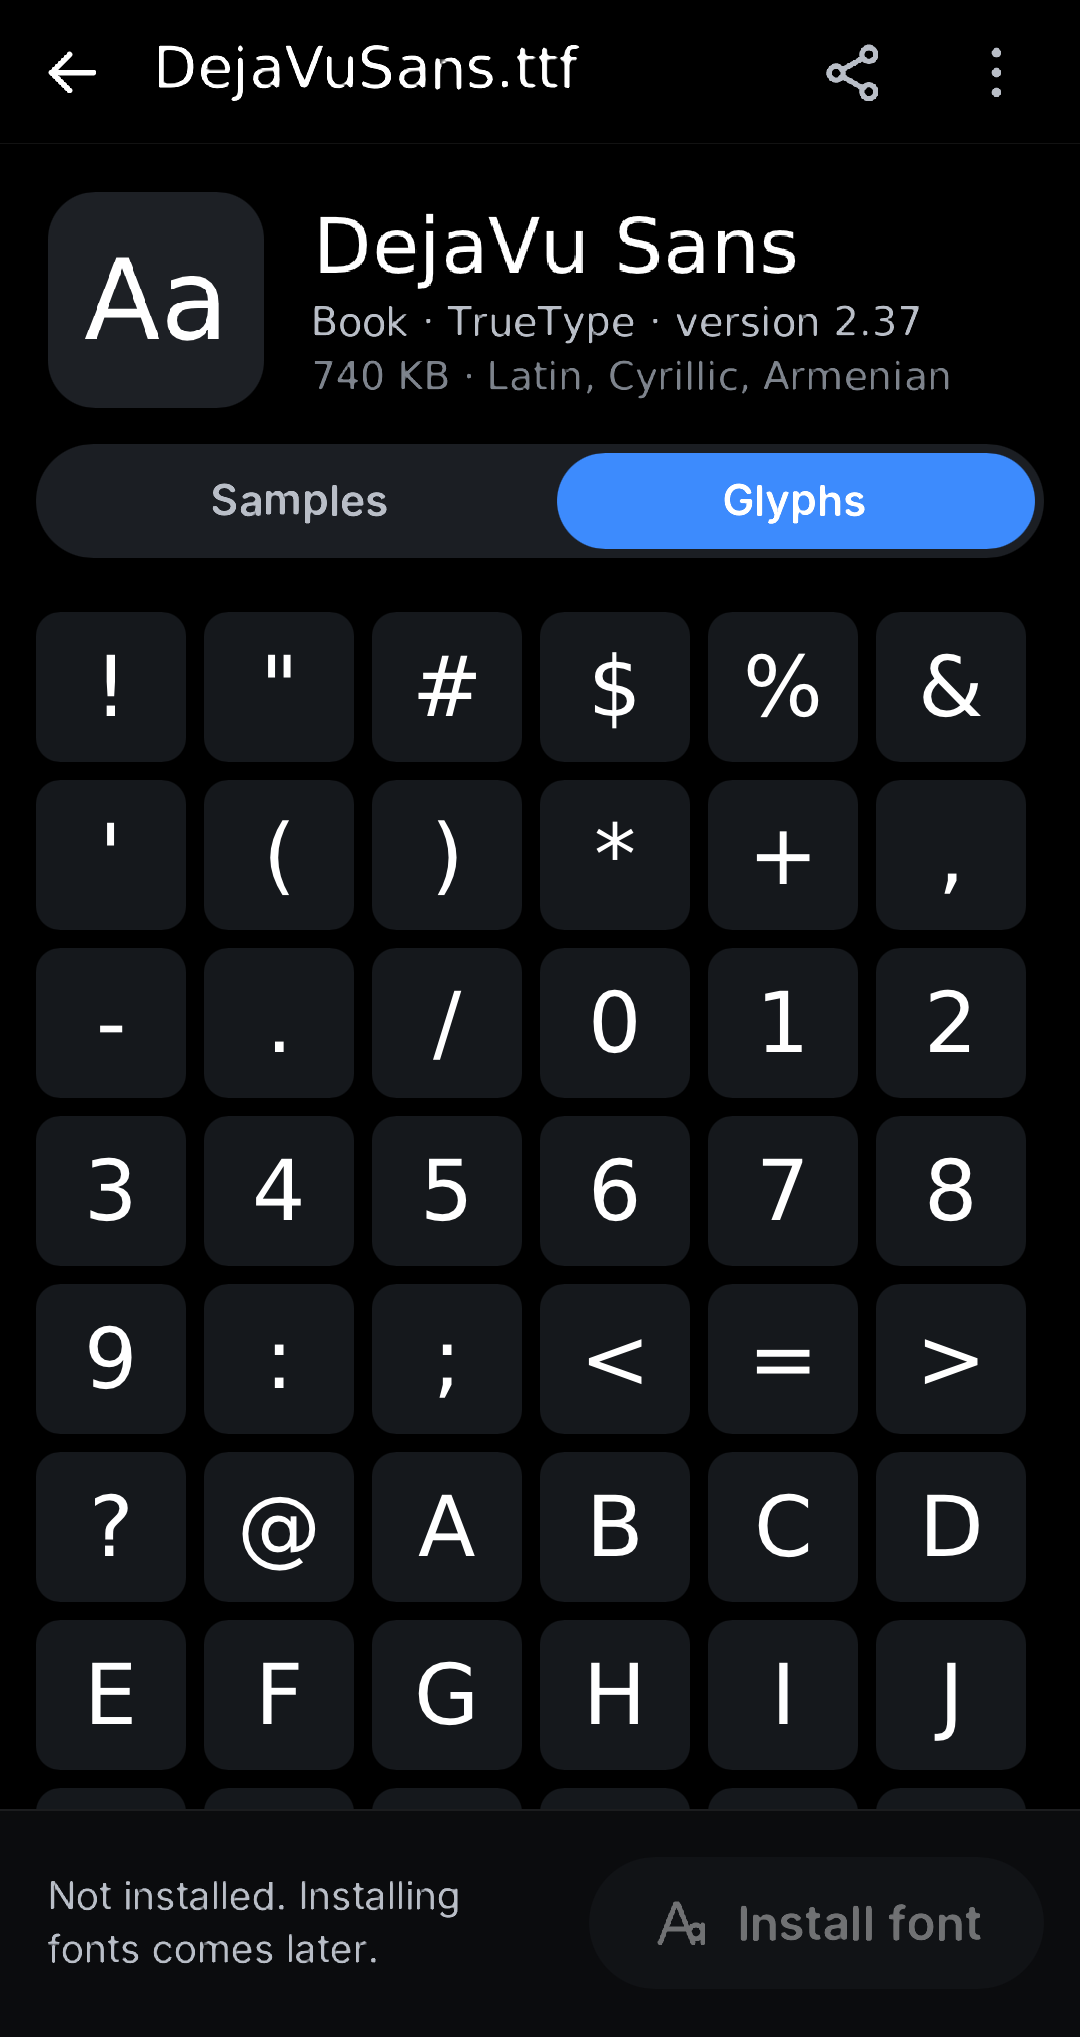 DejaVuSans.ttf
Aa
DejaVu Sans
Book · TrueType · version 2.37
740 KB · Latin, Cyrillic, Armenian
Samples Glyphs
! " # $ % &
' ( ) * + ,
- . / 0 1 2
3 4 5 6 7 8
9 : ; < = >
? @ A B C D
E F G H I J
Not installed. Installing
fonts comes later.
Install font